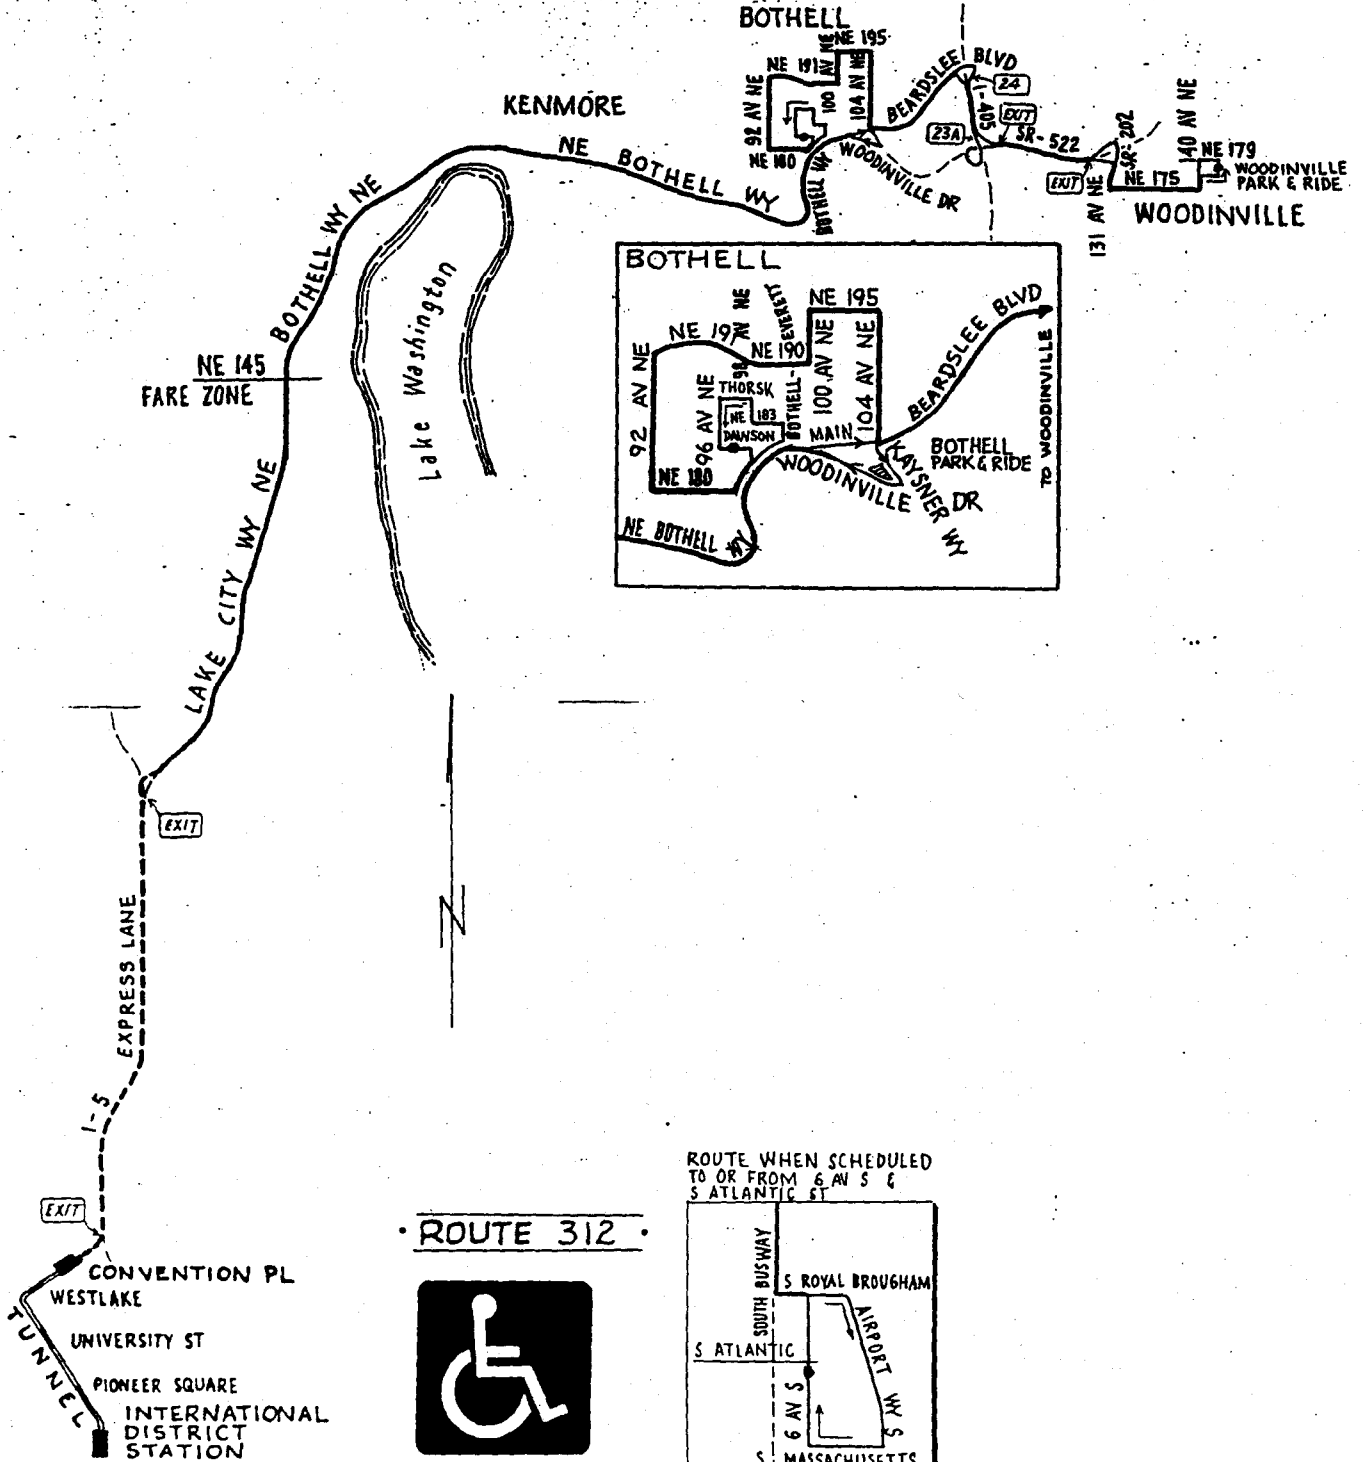 BOTHELL
NE 195
NE 191
100 AV NE
104 AV NE
92 AV NE
NE 180
BEARDSLEE BLVD
24
I-405
EXIT
23A
SR-522
SR-202
140 AV NE
NE 179
WOODINVILLE
PARK & RIDE
EXIT
NE 175
131 AV NE
WOODINVILLE
WOODINVILLE DR
BOTHELL WY
KENMORE
NE BOTHELL WY
BOTHELL WY NE
Lake Washington
NE 145
FARE ZONE
LAKE CITY WY NE
BOTHELL
NE 195
98 AV NE
BOTHELL-EVERETT
NE 191
NE 190
92 AV NE
96 AV NE
THORSK
NE 183
DAWSON
100 AV NE
104 AV NE
MAIN
BEARDSLEE BLVD
TO WOODINVILLE
BOTHELL
PARK & RIDE
KAYSNER WY
WOODINVILLE DR
NE 180
NE BOTHELL WY
EXIT
EXPRESS LANE
N
I-5
EXIT
CONVENTION PL
WESTLAKE
UNIVERSITY ST
PIONEER SQUARE
TUNNEL
INTERNATIONAL
DISTRICT
STATION
ROUTE 312
ROUTE WHEN SCHEDULED
TO OR FROM 6 AV S &
S ATLANTIC ST
SOUTH BUSWAY
S ROYAL BROUGHAM
AIRPORT WY S
S ATLANTIC
6 AV S
S MASSACHUSETTS